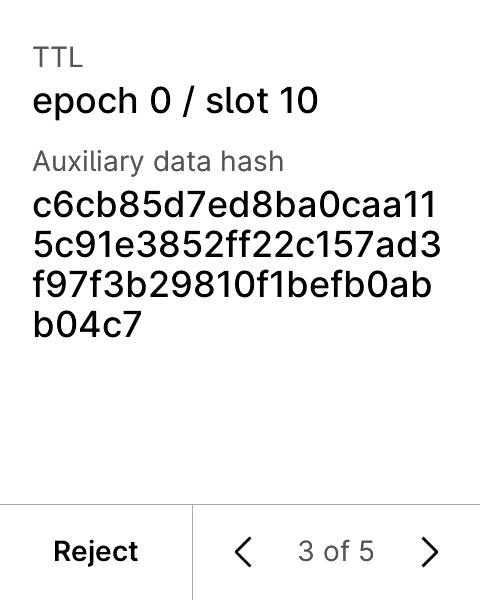 TTL
epoch 0 / slot 10
Auxiliary data hash
c6cb85d7ed8ba0caa11
5c91e3852ff22c157ad3
f97f3b29810f1befb0ab
b04c7
Reject
3 of 5